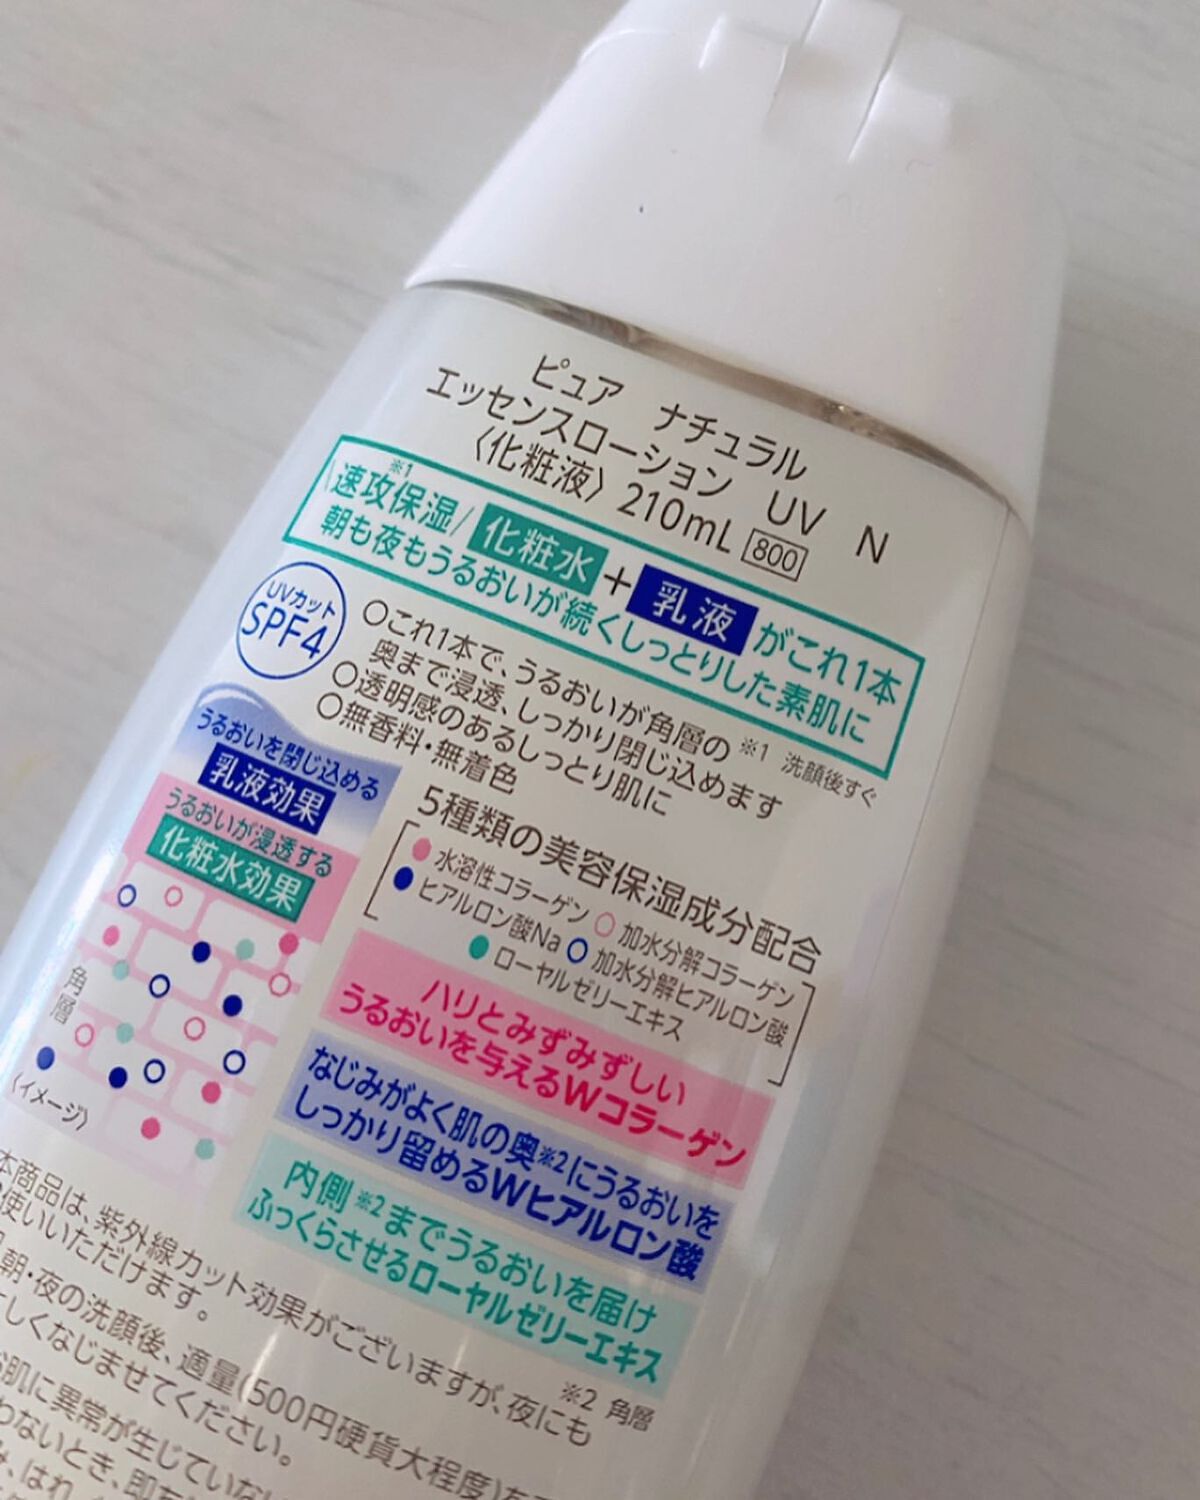 ピュア ナチュラル
エッセンスローション UV N
〈化粧液〉 210mL 800
速攻保湿※1/ 化粧水 + 乳液 がこれ1本
朝も夜もうるおいが続くしっとりした素肌に
UVカット
SPF4
〇これ1本で、うるおいが角層の
奥まで浸透、しっかり閉じ込めます
〇透明感のあるしっとり肌に
〇無香料・無着色
※1 洗顔後すぐ
うるおいを閉じ込める
乳液効果
うるおいが浸透する
化粧水効果
角層
〈イメージ〉
5種類の美容保湿成分配合
水溶性コラーゲン 加水分解コラーゲン
ヒアルロン酸Na 加水分解ヒアルロン酸
ローヤルゼリーエキス
ハリとみずみずしい
うるおいを与えるWコラーゲン
なじみがよく肌の奥※2にうるおいを
しっかり留めるWヒアルロン酸
内側※2までうるおいを届け
ふっくらさせるローヤルゼリーエキス
※2 角層
本商品は、紫外線カット効果がございますが、夜にも
使いいただけます。
朝・夜の洗顔後、適量(500円硬貨大程度)を
しくなじませてください。
肌に異常が生じていない
わないとき、即ち
、はれ、